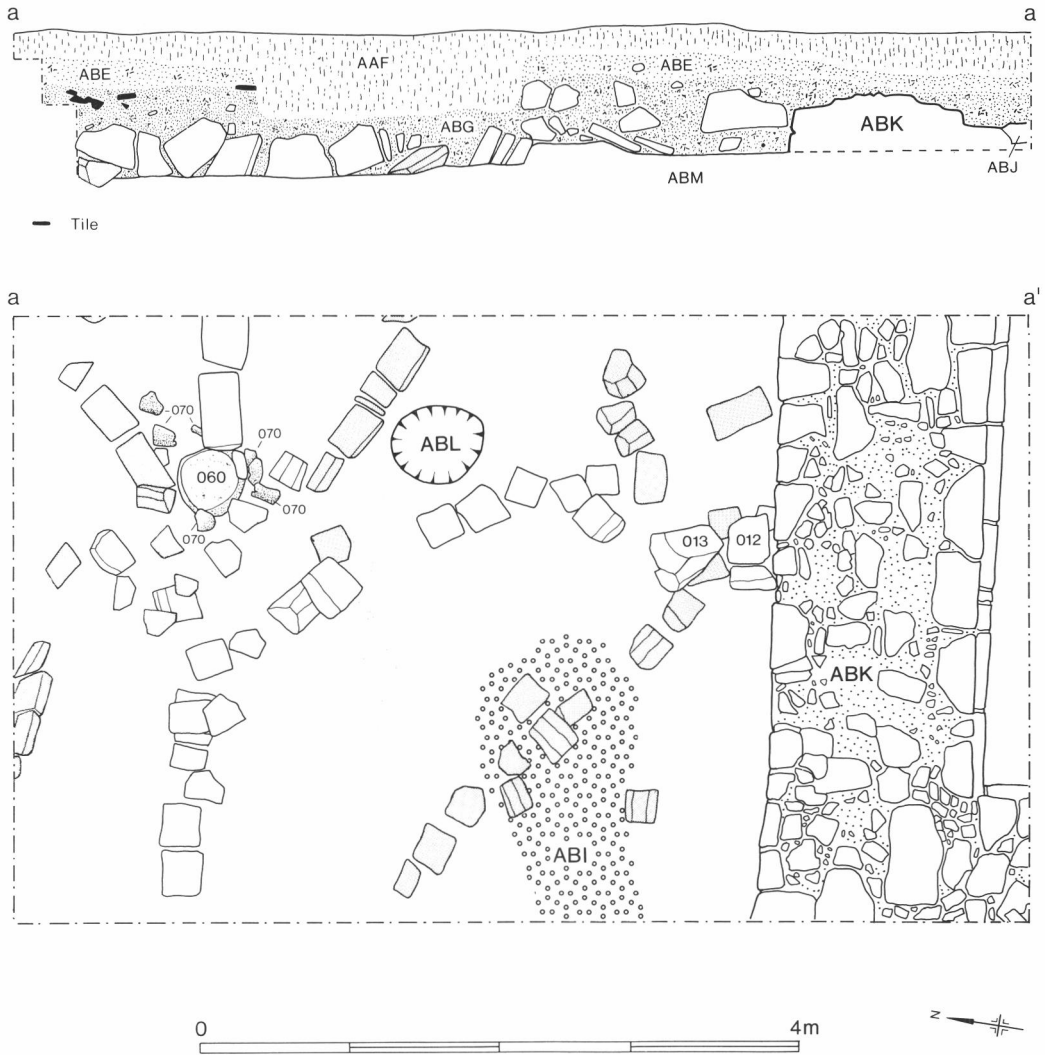 a a
AAF
ABE ABE
ABG ABK
ABM ABJ
Tile
a a'
070
070
ABL
060
070
070
013 012
ABK
ABI
0 4m
N